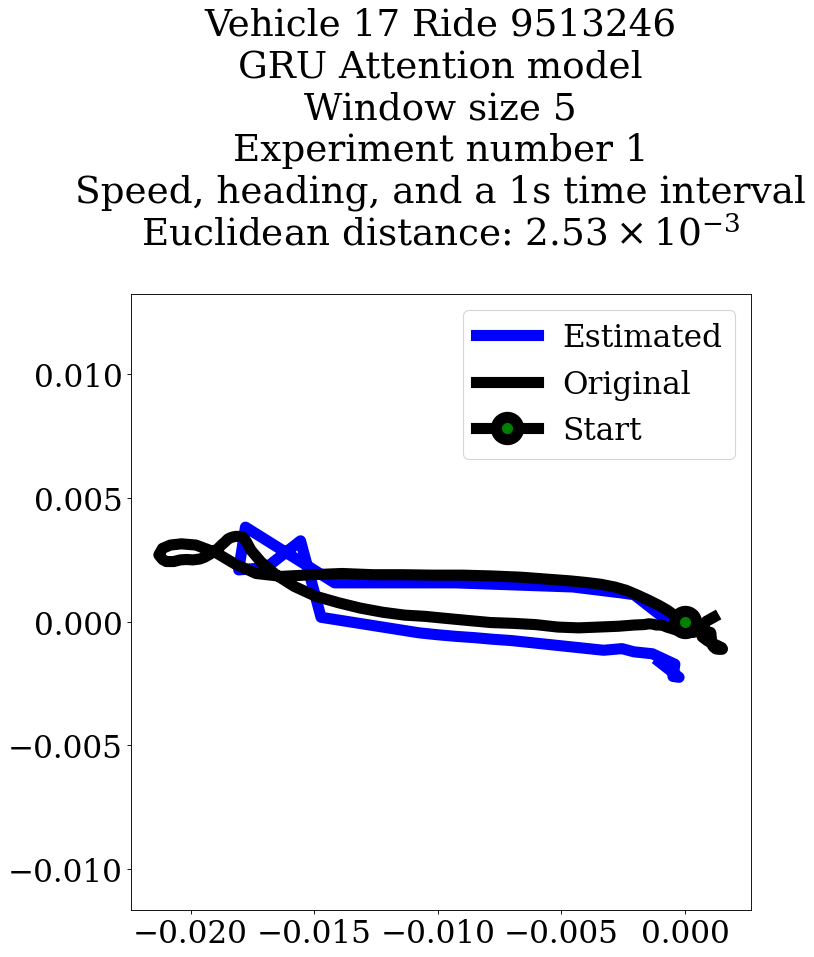 Vehicle 17 Ride 9513246
GRU Attention model
Window size 5
Experiment number 1
Speed, heading, and a 1s time interval
Euclidean distance: 2.53 × 10⁻³
Estimated
Original
Start
0.010
0.005
0.000
−0.005
−0.010
−0.020 −0.015 −0.010 −0.005 0.000